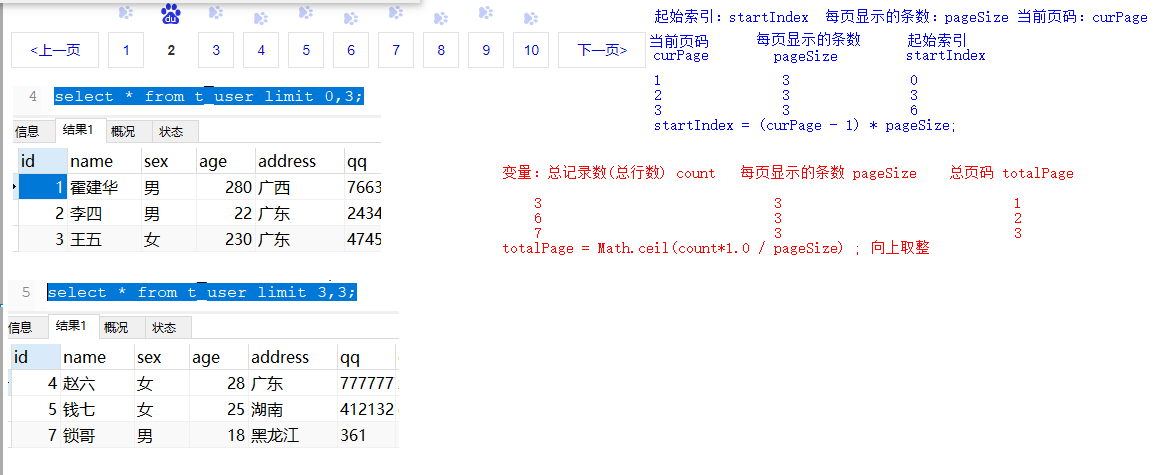 du
<上一页 1 2 3 4 5 6 7 8 9 10 下一页>
4 select * from t_user limit 0,3;
信息 结果1 概况 状态
id name sex age address qq
1 霍建华 男 280 广西 7663
2 李四 男 22 广东 2434
3 王五 女 230 广东 4745
5 select * from t_user limit 3,3;
信息 结果1 概况 状态
id name sex age address qq
4 赵六 女 28 广东 777777
5 钱七 女 25 湖南 412132
7 锁哥 男 18 黑龙江 361
起始索引：startIndex 每页显示的条数：pageSize 当前页码：curPage
当前页码 每页显示的条数 起始索引
curPage pageSize startIndex
1 3 0
2 3 3
3 3 6
startIndex = (curPage - 1) * pageSize;
变量：总记录数(总行数) count 每页显示的条数 pageSize 总页码 totalPage
3 3 1
6 3 2
7 3 3
totalPage = Math.ceil(count*1.0 / pageSize) ; 向上取整